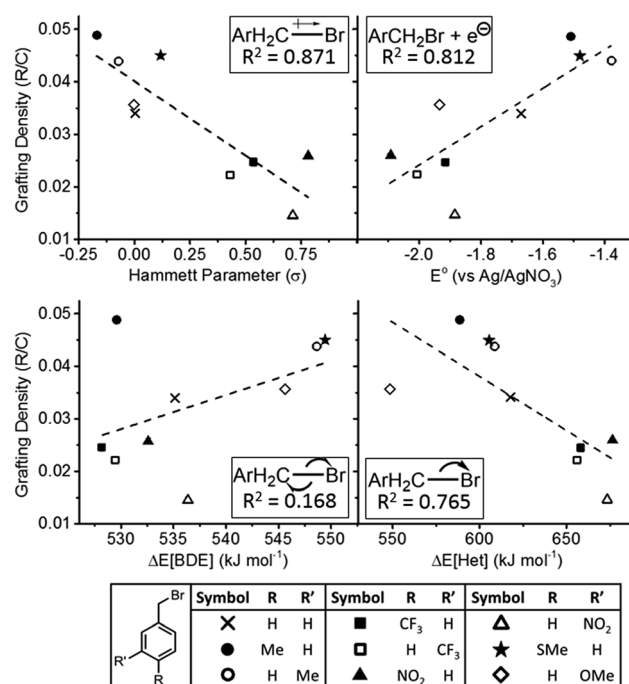 Grafting Density (R/C)
0.05
0.04
0.03
0.02
0.01
ArH₂C Br
R² = 0.871
ArCH₂Br + e⊖
R² = 0.812
-0.25 0.00 0.25 0.50 0.75
-2.0 -1.8 -1.6 -1.4
Hammett Parameter (σ)
E° (vs Ag/AgNO₃)
Grafting Density (R/C)
0.05
0.04
0.03
0.02
0.01
ArH₂C Br
R² = 0.168
ArH₂C Br
R² = 0.765
530 535 540 545 550
550 600 650
ΔE[BDE] (kJ mol⁻¹)
ΔE[Het] (kJ mol⁻¹)
Br
R'
R
Symbol R R' Symbol R R' Symbol R R'
H H CF₃ H H NO₂
Me H H CF₃ SMe H
H Me NO₂ H H OMe